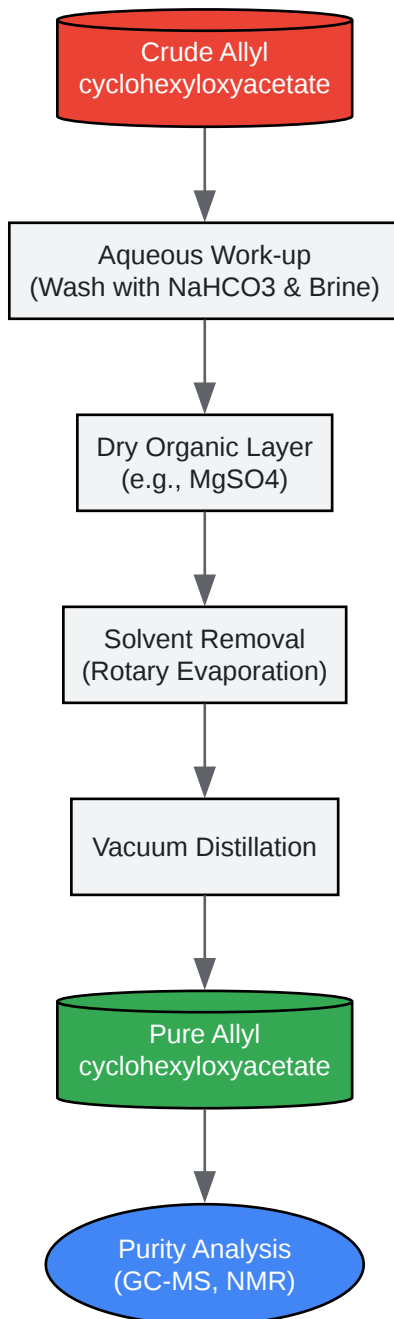 Crude Allyl
cyclohexyloxyacetate
Aqueous Work-up
(Wash with NaHCO3 & Brine)
Dry Organic Layer
(e.g., MgSO4)
Solvent Removal
(Rotary Evaporation)
Vacuum Distillation
Pure Allyl
cyclohexyloxyacetate
Purity Analysis
(GC-MS, NMR)